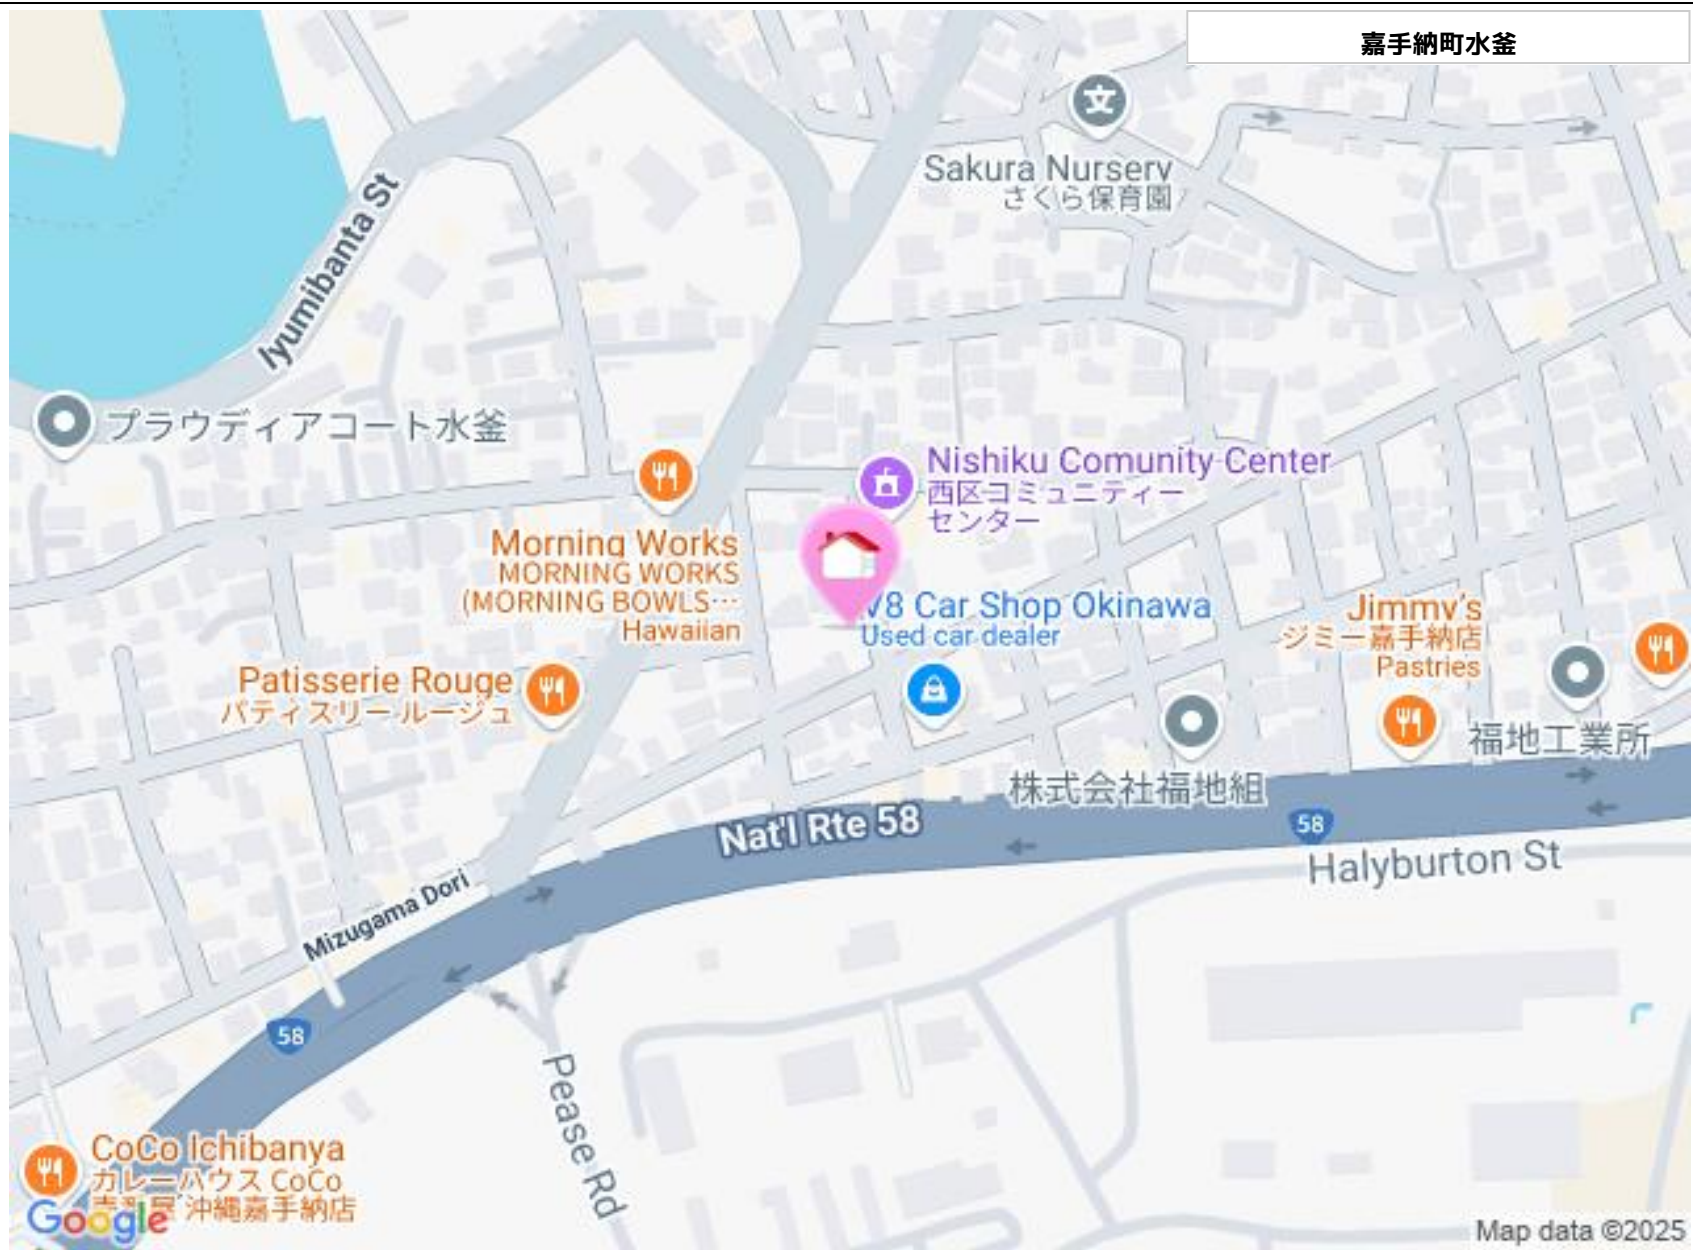 嘉手納町水釜
Sakura Nursery
さくら保育園
Iyumibanta St
プラウディアコート水釜
Nishiku Comunity Center
西区コミュニティー
センター
Morning Works
MORNING WORKS
(MORNING BOWLS…
Hawaiian
V8 Car Shop Okinawa
Used car dealer
Jimmy's
ジミー嘉手納店
Pastries
Patisserie Rouge
パティスリー ルージュ
福地工業所
株式会社福地組
Nat'l Rte 58
58
Halyburton St
Mizugama Dori
58
Pease Rd
CoCo Ichibanya
カレーハウス CoCo
壱番屋 沖縄嘉手納店
Google
Map data ©2025